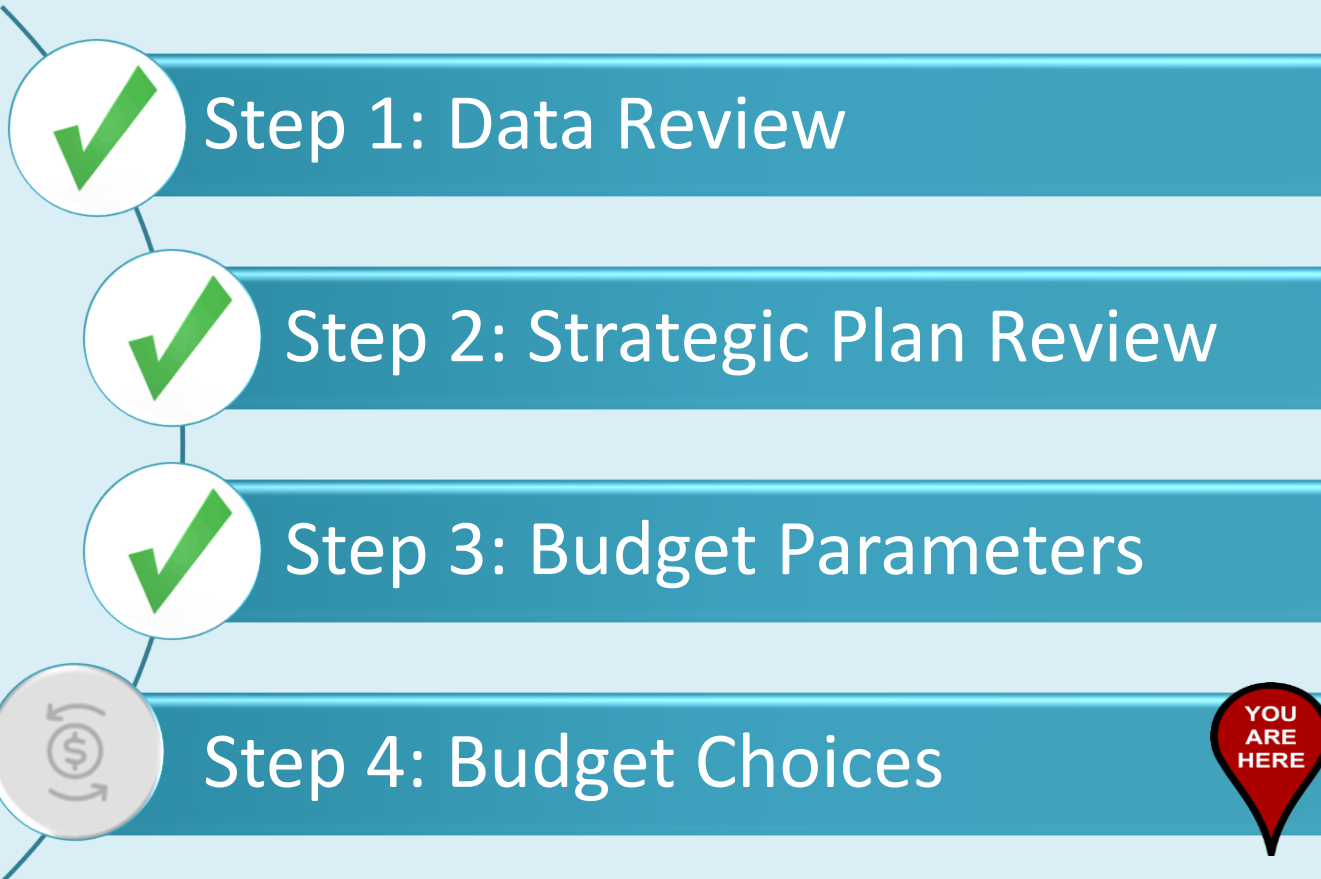 Step 1: Data Review
Step 2: Strategic Plan Review
Step 3: Budget Parameters
$
Step 4: Budget Choices
YOU
ARE
HERE